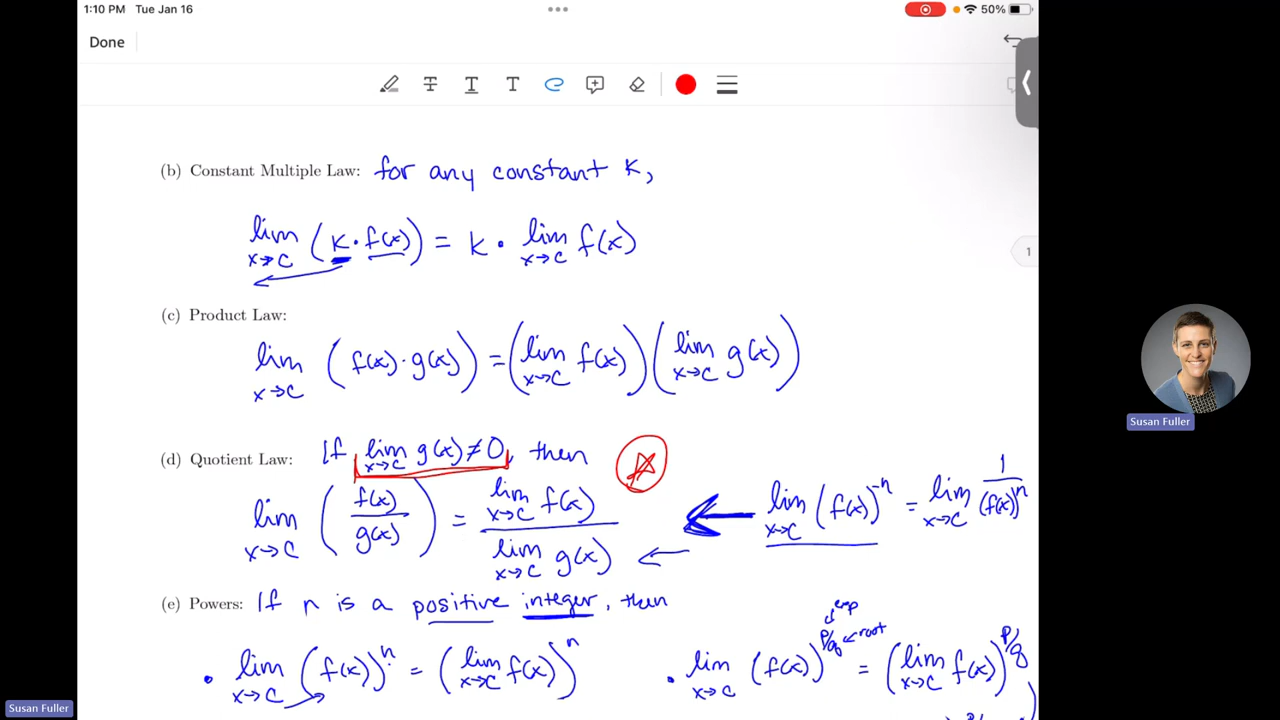 1:10 PM Tue Jan 16
50%
Done
T T T
(b) Constant Multiple Law: for any constant k,
lim x→c (k · f(x)) = k · lim x→c f(x)
1
(c) Product Law:
lim x→c (f(x) · g(x)) = (lim x→c f(x)) (lim x→c g(x))
(d) Quotient Law: If lim x→c g(x) ≠ 0, then
lim x→c (f(x)/g(x)) = lim x→c f(x) / lim x→c g(x) ← lim x→c (f(x))^-n = lim x→c 1/(f(x))^n
(e) Powers: If n is a positive integer, then
• lim x→c (f(x))^n = (lim x→c f(x))^n
exp
p/q ← root
• lim x→c (f(x))^p/q = (lim x→c f(x))^p/q
Susan Fuller
Susan Fuller